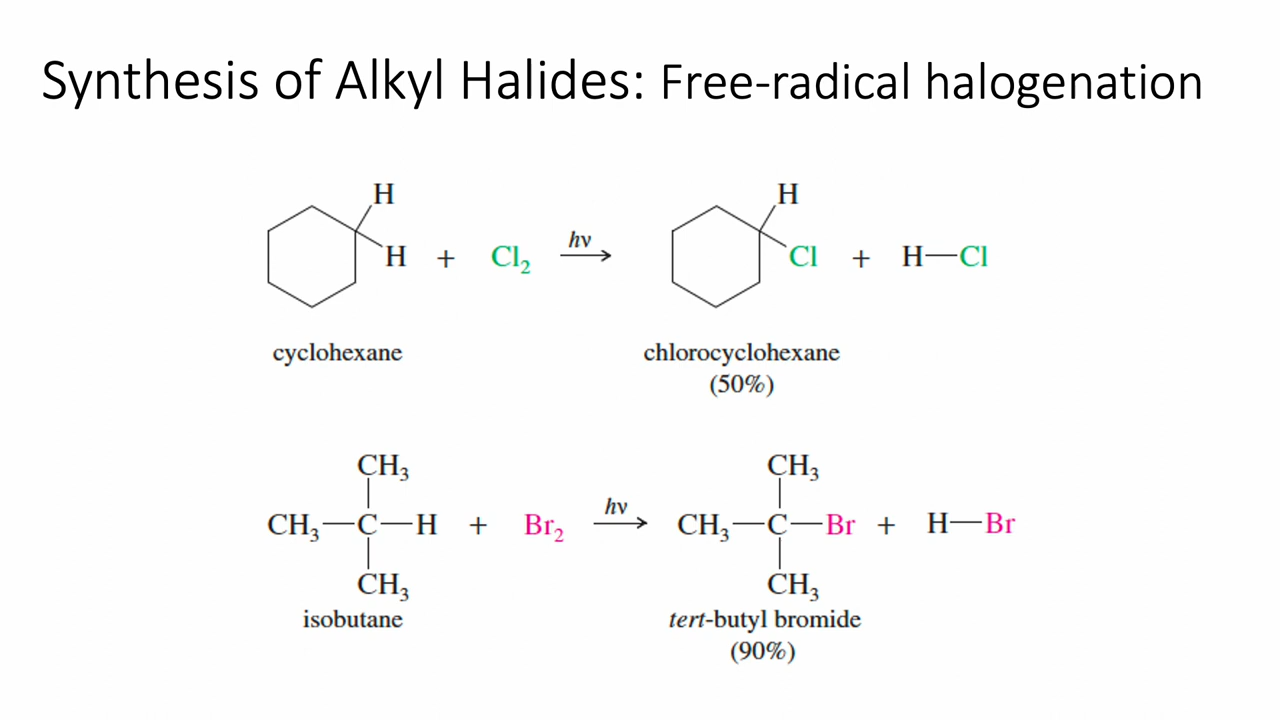 Synthesis of Alkyl Halides: Free-radical halogenation
H
H + Cl₂ hν
H
Cl + H—Cl
cyclohexane
chlorocyclohexane
(50%)
CH₃
CH₃—C—H + Br₂ hν
CH₃
CH₃
CH₃—C—Br + H—Br
CH₃
isobutane
tert-butyl bromide
(90%)